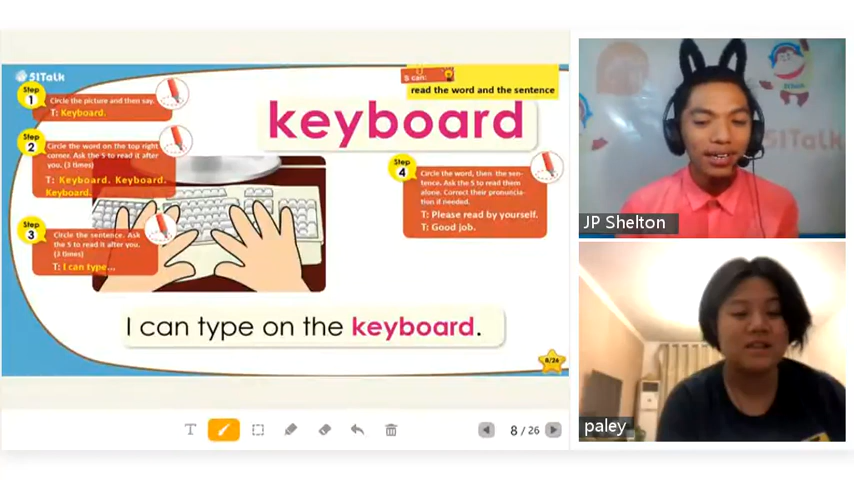 51Talk
Step
1
Circle the picture and then say.
T: Keyboard.
Step
2
Circle the word on the top right
corner. Ask the S to read it after
you. (3 times)
T: Keyboard. Keyboard.
Keyboard.
Step
3
Circle the sentence. Ask
the S to read it after you.
(3 times)
T: I can type...
S can:
read the word and the sentence
keyboard
Step
4
Circle the word, then the sen-
tence. Ask the S to read them
alone. Correct their pronuncia-
tion if needed.
T: Please read by yourself.
T: Good job.
I can type on the keyboard.
8/26
T
8 / 26
51Talk
JP Shelton
paley